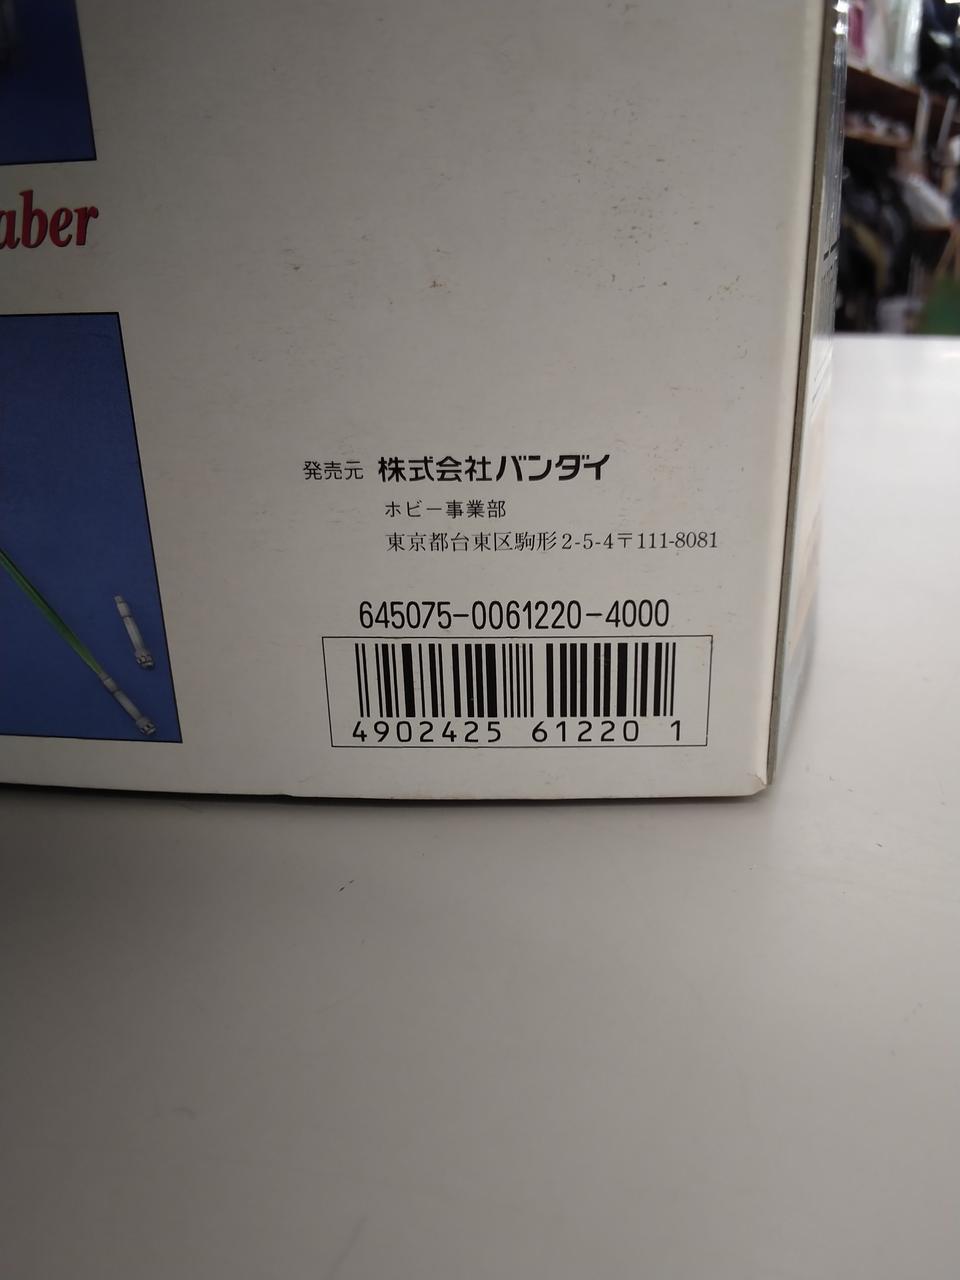 aber
発売元 株式会社バンダイ
ホビー事業部
東京都台東区駒形2-5-4〒111-8081
645075-0061220-4000
4902425 61220 1